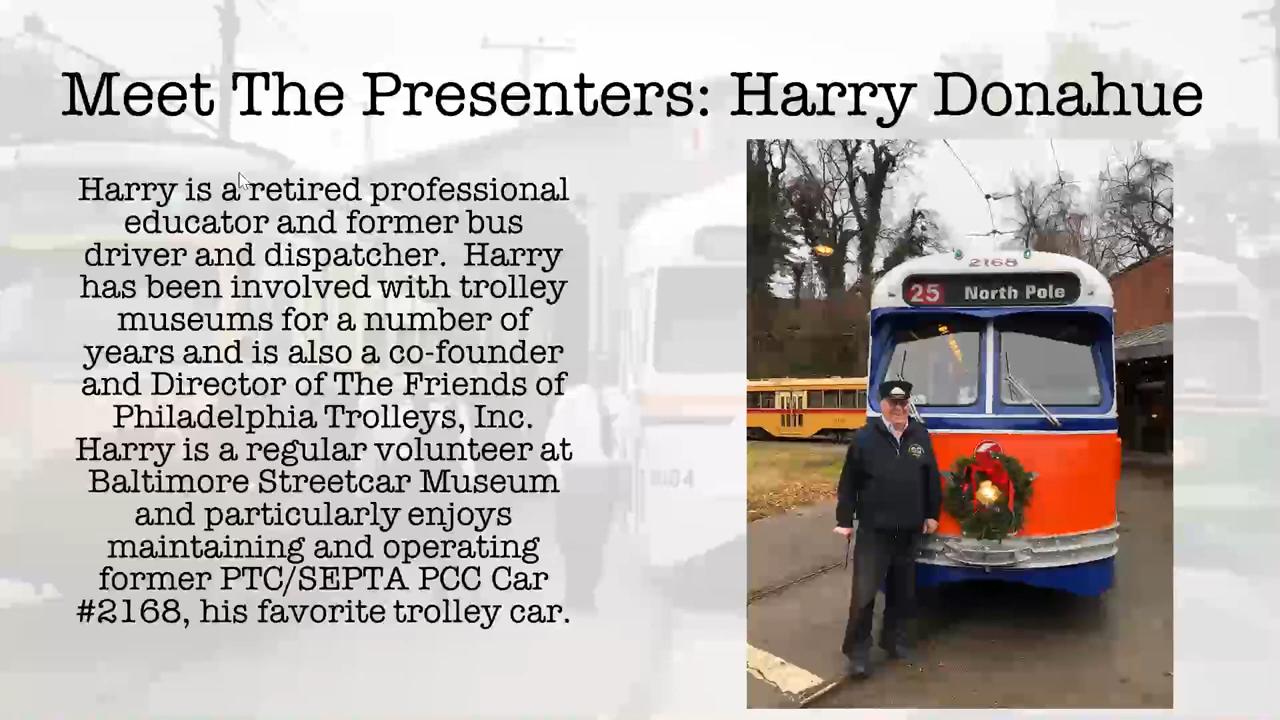 Meet The Presenters: Harry Donahue
Harry is a retired professional
educator and former bus
driver and dispatcher.  Harry
has been involved with trolley
museums for a number of
years and is also a co-founder
and Director of The Friends of
Philadelphia Trolleys, Inc.
Harry is a regular volunteer at
Baltimore Streetcar Museum
and particularly enjoys
maintaining and operating
former PTC/SEPTA PCC Car
#2168, his favorite trolley car.
2168
25 North Pole